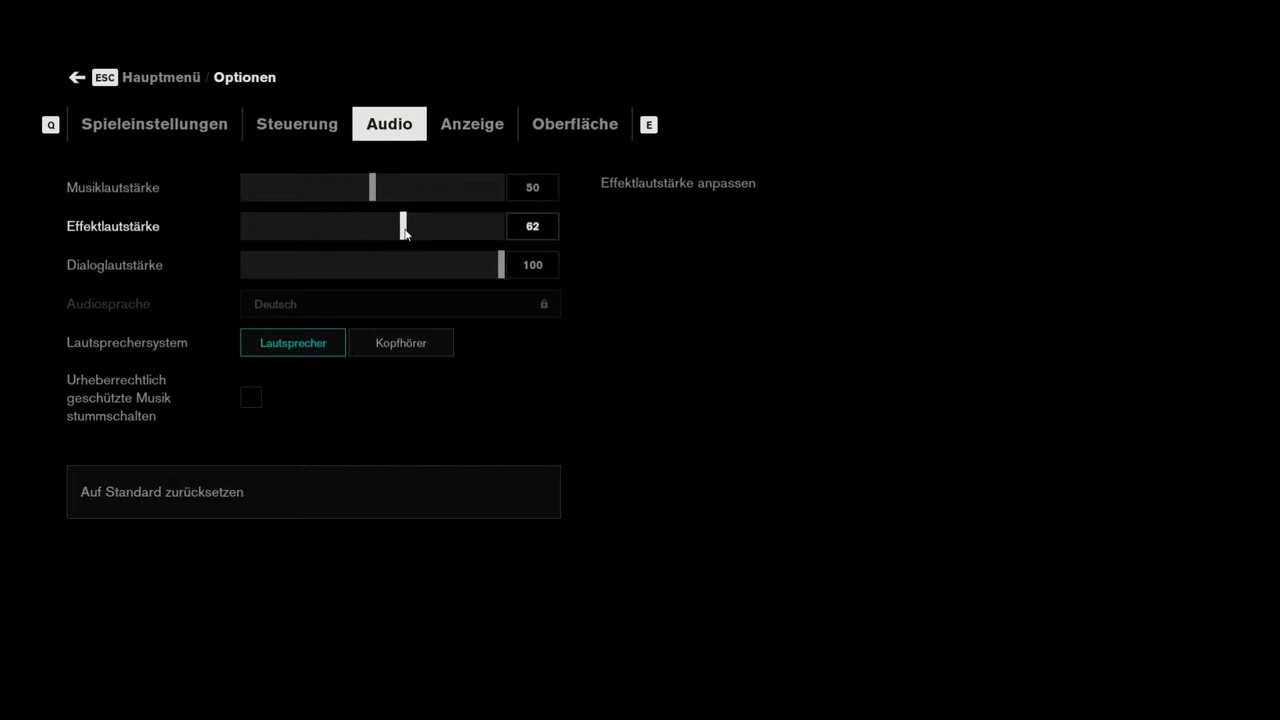 ESC Hauptmenü / Optionen
Q Spieleinstellungen Steuerung Audio Anzeige Oberfläche E
Musiklautstärke 50 Effektlautstärke anpassen
Effektlautstärke 62
Dialoglautstärke 100
Audiosprache Deutsch
Lautsprechersystem Lautsprecher Kopfhörer
Urheberrechtlich
geschützte Musik
stummschalten
Auf Standard zurücksetzen